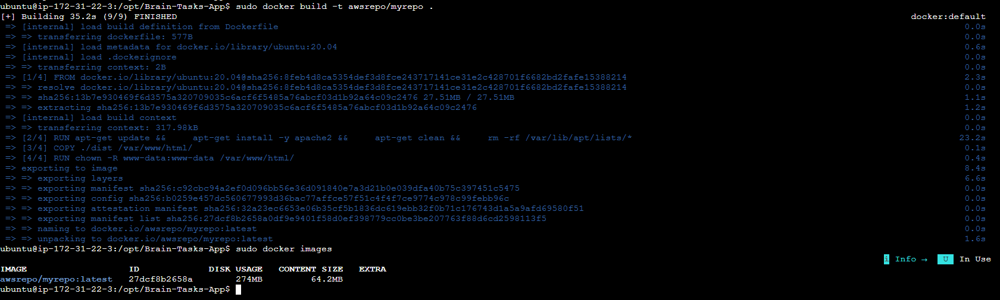 ubuntu@ip-172-31-22-3:/opt/Brain-Tasks-App$ sudo docker build -t awsrepo/myrepo .
[+] Building 35.2s (9/9) FINISHED docker:default
=> [internal] load build definition from Dockerfile 0.0s
=> => transferring dockerfile: 577B 0.0s
=> [internal] load metadata for docker.io/library/ubuntu:20.04 0.6s
=> [internal] load .dockerignore 0.0s
=> => transferring context: 2B 0.0s
=> [1/4] FROM docker.io/library/ubuntu:20.04@sha256:8feb4d8ca5354def3d8fce243717141ce31e2c428701f6682bd2fafe15388214 2.3s
=> => resolve docker.io/library/ubuntu:20.04@sha256:8feb4d8ca5354def3d8fce243717141ce31e2c428701f6682bd2fafe15388214 0.0s
=> => sha256:13b7e930469f6d3575a320709035c6acf6f5485a76abcf03d1b92a64c09c2476 27.51MB / 27.51MB 1.1s
=> => extracting sha256:13b7e930469f6d3575a320709035c6acf6f5485a76abcf03d1b92a64c09c2476 1.2s
=> [internal] load build context 0.0s
=> => transferring context: 317.98kB 0.0s
=> [2/4] RUN apt-get update && apt-get install -y apache2 && apt-get clean && rm -rf /var/lib/apt/lists/* 23.2s
=> [3/4] COPY ./dist /var/www/html/ 0.1s
=> [4/4] RUN chown -R www-data:www-data /var/www/html/ 0.4s
=> exporting to image 8.4s
=> => exporting layers 6.6s
=> => exporting manifest sha256:c92cbc94a2ef0d096bb56e36d091840e7a3d21b0e039dfa40b75c397451c5475 0.0s
=> => exporting config sha256:b0259e457dc560677993d36bac77affce57f51c4f4f7ce9774c978c99febb96c 0.0s
=> => exporting attestation manifest sha256:32a23ec6653e06b35cf5b1836dc619ebb32f0b71c176743d1a5a9afd69580f51 0.0s
=> => exporting manifest list sha256:27dcf8b2658a0df9e9401f58d0ef398779cc0be3be207763f88d6cd2598113f5 0.0s
=> => naming to docker.io/awsrepo/myrepo:latest 0.0s
=> => unpacking to docker.io/awsrepo/myrepo:latest 1.6s
ubuntu@ip-172-31-22-3:/opt/Brain-Tasks-App$ sudo docker images
i Info → U In Use
IMAGE ID DISK USAGE CONTENT SIZE EXTRA
awsrepo/myrepo:latest 27dcf8b2658a 274MB 64.2MB
ubuntu@ip-172-31-22-3:/opt/Brain-Tasks-App$